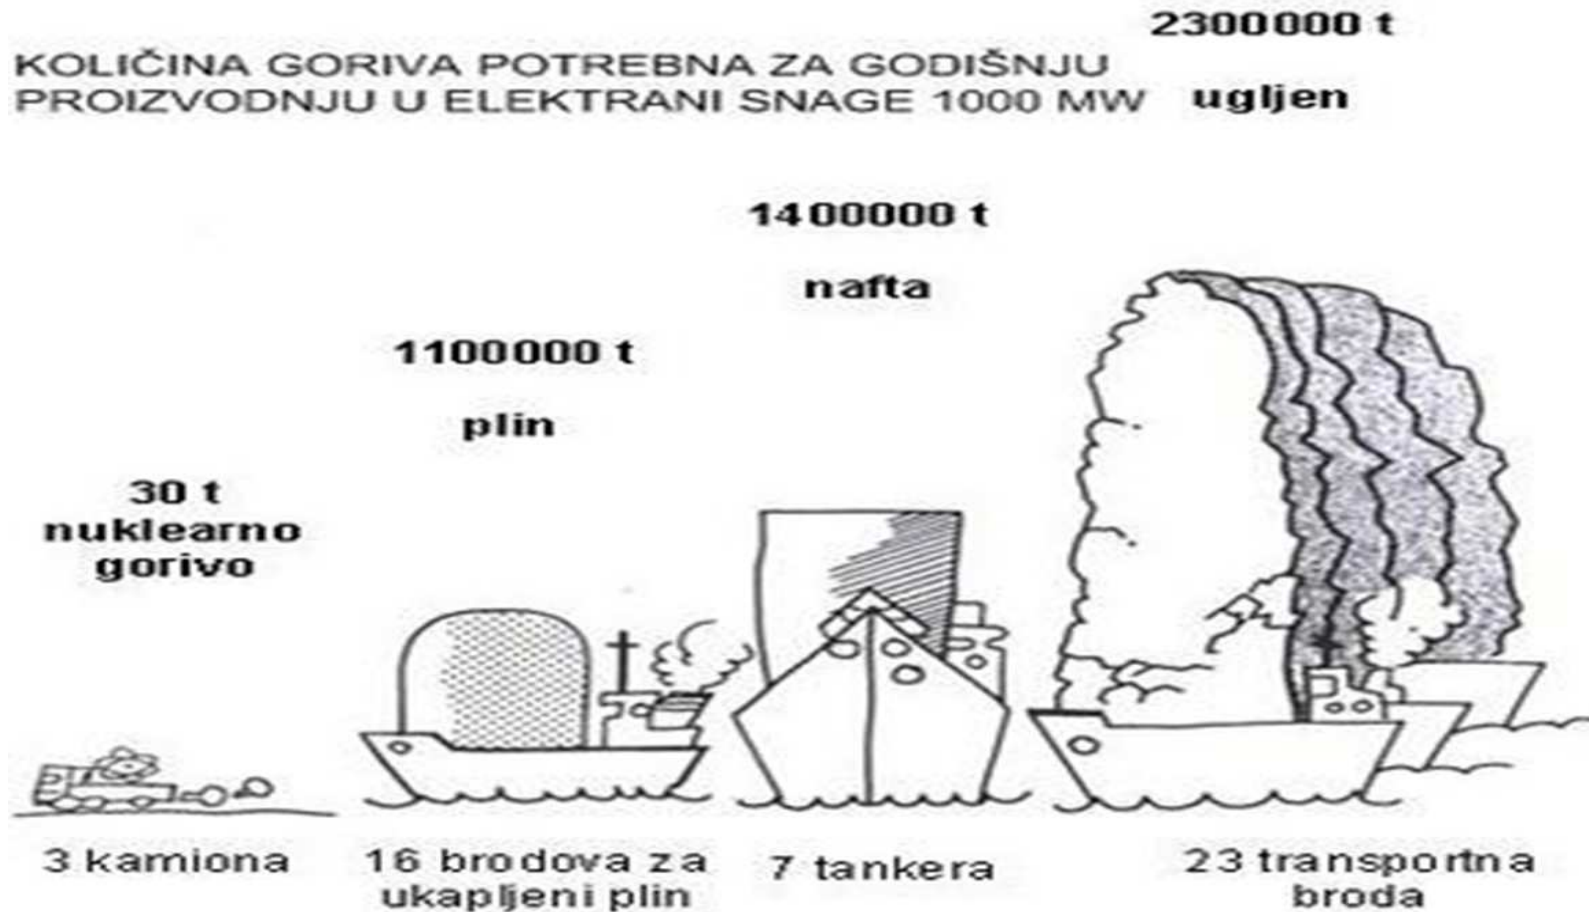 KOLIČINA GORIVA POTREBNA ZA GODIŠNJU
PROIZVODNJU U ELEKTRANI SNAGE 1000 MW
2300000 t
ugljen
1400000 t
nafta
1100000 t
plin
30 t
nuklearno
gorivo
3 kamiona
16 brodova za
ukapljeni plin
7 tankera
23 transportna
broda